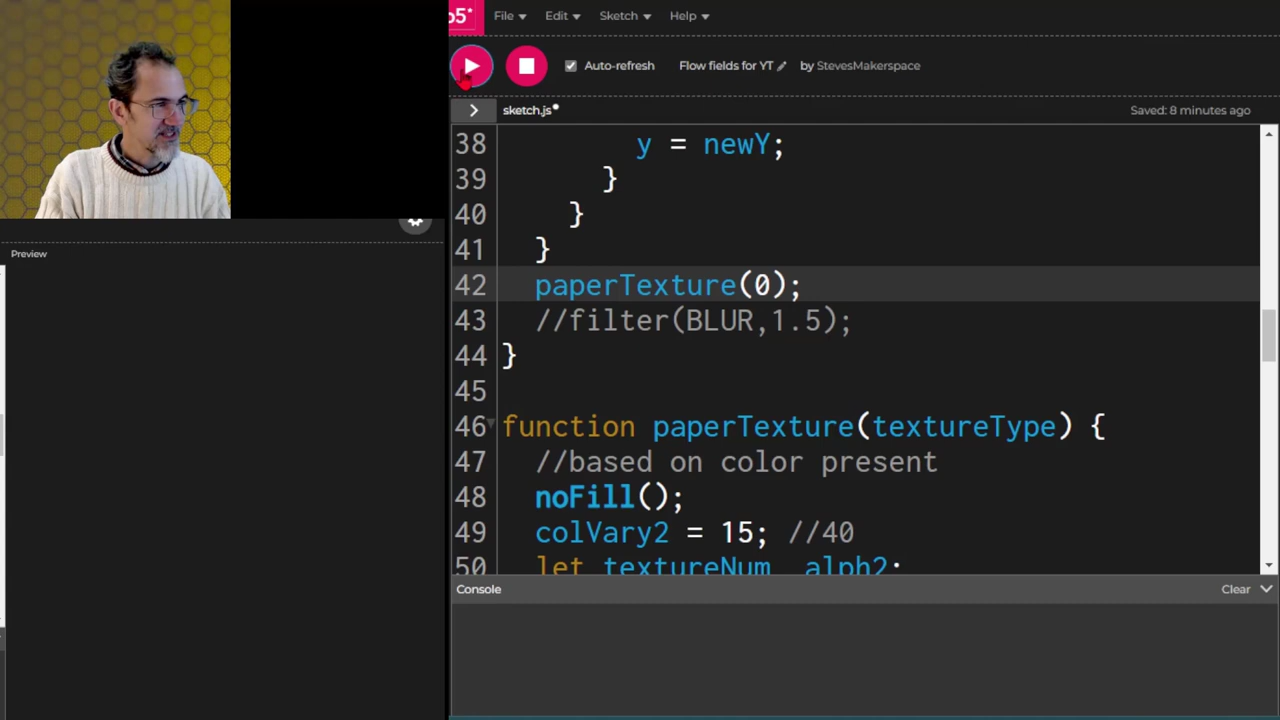 p5* File Edit Sketch Help
Auto-refresh Flow fields for YT by StevesMakerspace
> sketch.js• Saved: 8 minutes ago
Preview
38 y = newY;
39 }
40 }
41 }
42 paperTexture(0);
43 //filter(BLUR,1.5);
44 }
45
46 function paperTexture(textureType) {
47 //based on color present
48 noFill();
49 colVary2 = 15; //40
50 let textureNum, alph2;
Console Clear